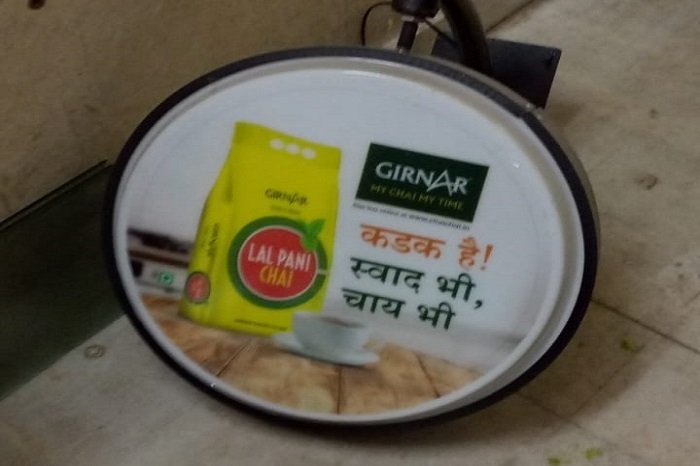 GIRNAR
MY CHAI MY TIME
कडक है!
स्वाद भी,
चाय भी
GIRNAR
LAL PANI
CHAI